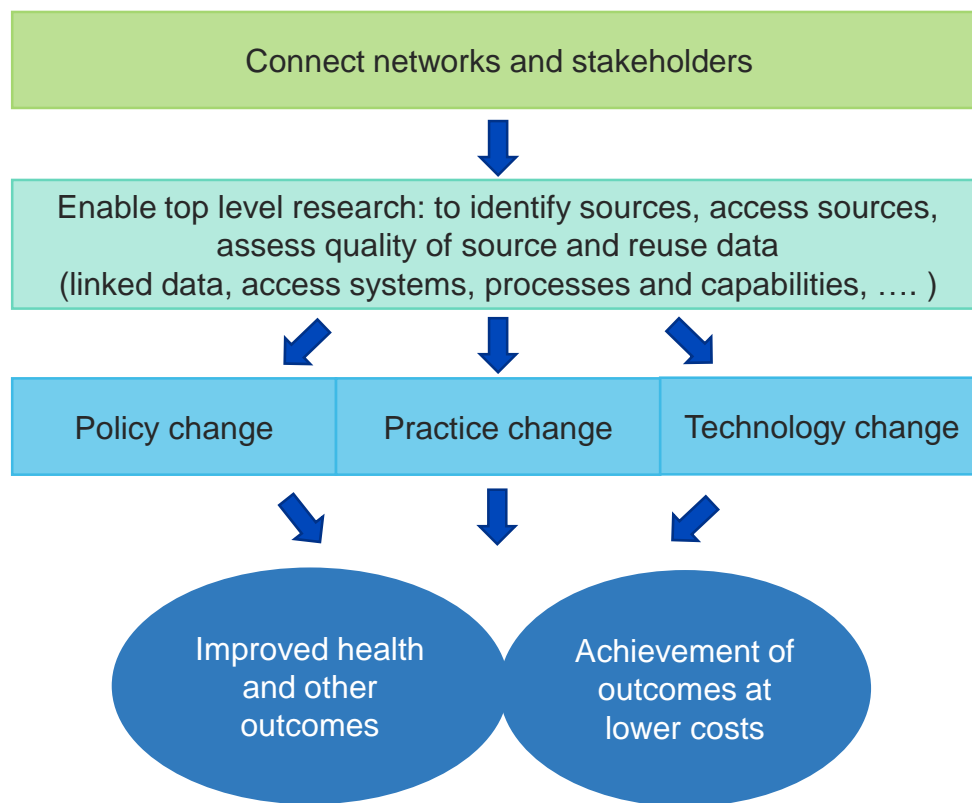 Connect networks and stakeholders
Enable top level research: to identify sources, access sources,
assess quality of source and reuse data
(linked data, access systems, processes and capabilities, …. )
Policy change
Practice change
Technology change
Improved health
and other
outcomes
Achievement of
outcomes at
lower costs